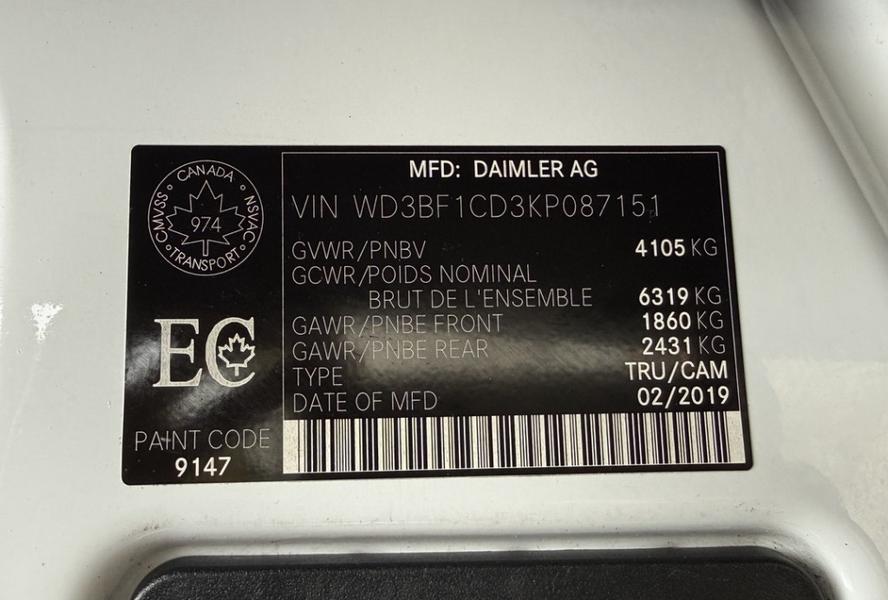 CANADA
CMVSS
NSVAC
974
TRANSPORT
EC
PAINT CODE
9147
MFD: DAIMLER AG
VIN WD3BF1CD3KP087151
GVWR/PNBV 4105 KG
GCWR/POIDS NOMINAL
BRUT DE L'ENSEMBLE 6319 KG
GAWR/PNBE FRONT 1860 KG
GAWR/PNBE REAR 2431 KG
TYPE TRU/CAM
DATE OF MFD 02/2019